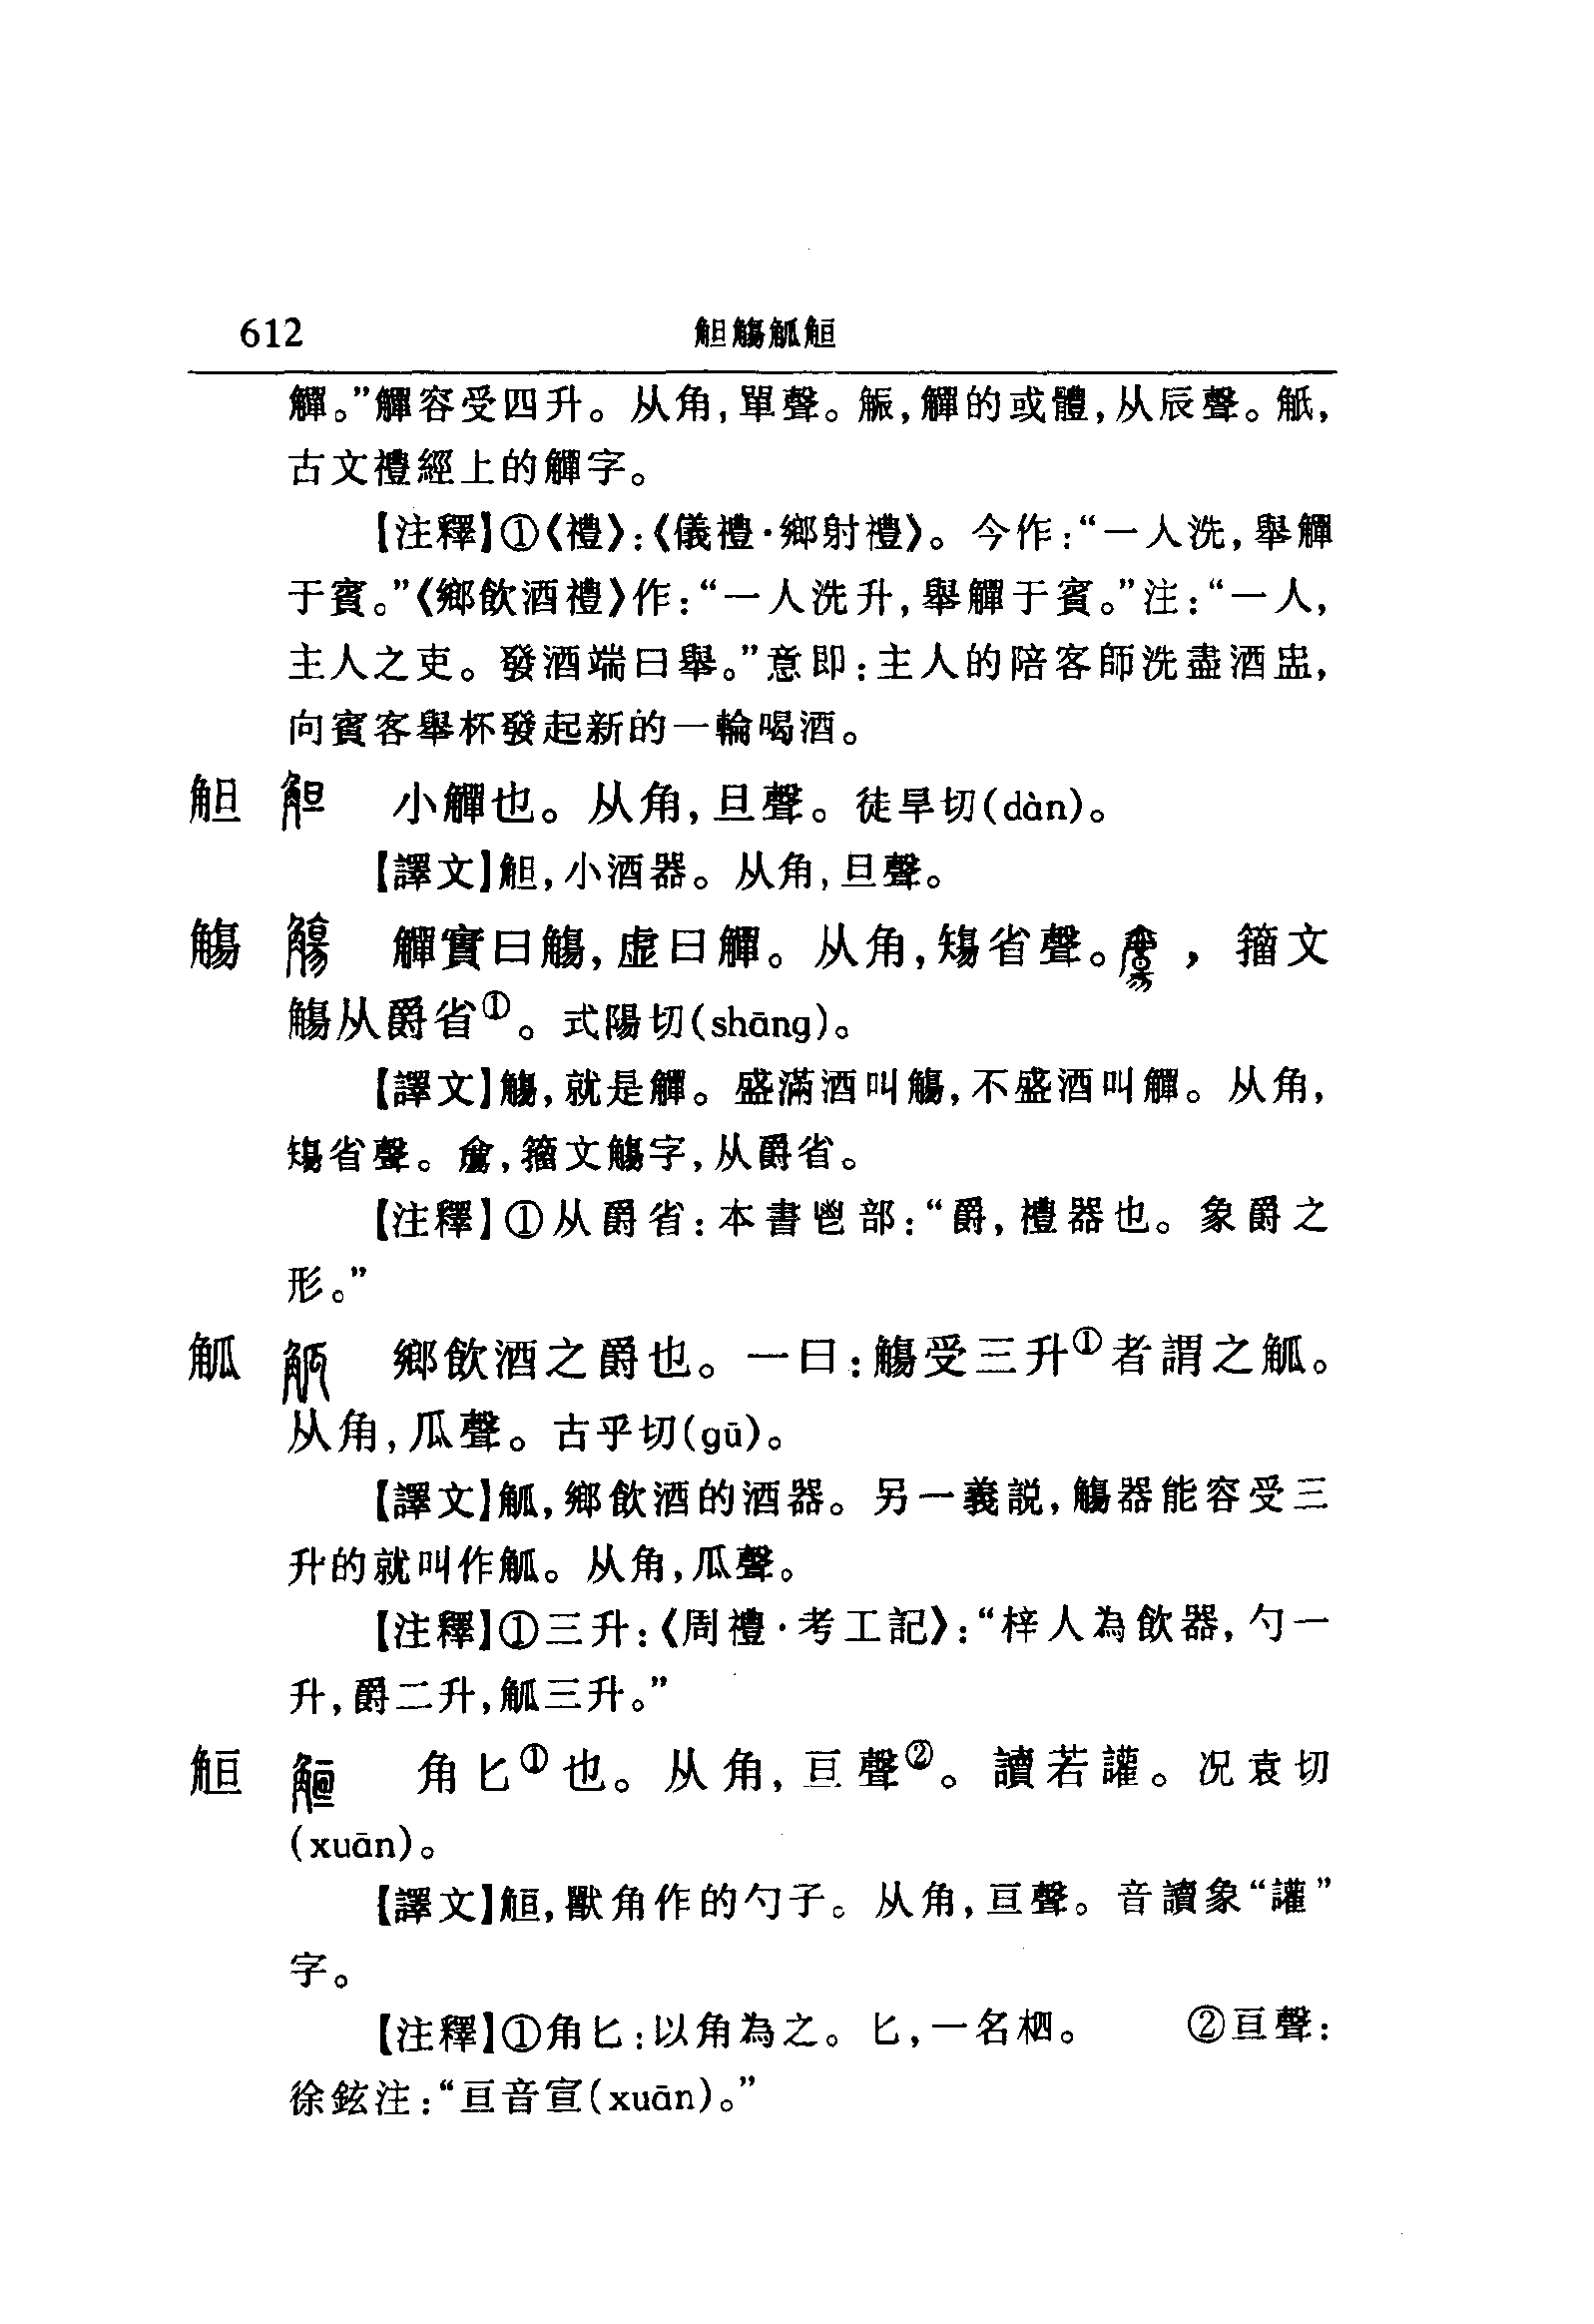 612
觛觴觚䚙
觶。”觶容受四升。从角,單聲。𧣨,觶的或體,从辰聲。觗,
古文禮經上的觶字。
【注釋】①《禮》:《儀禮·鄉射禮》。今作:“一人洗,舉觶
于賓。”《鄉飲酒禮》作:“一人洗升,舉觶于賓。”注:“一人,
主人之吏。發酒端曰舉。”意即:主人的陪客師洗盡酒盅,
向賓客舉杯發起新的一輪喝酒。
觛 小觶也。从角,旦聲。徒旱切(dàn)。
【譯文】觛,小酒器。从角,旦聲。
觴 觶實曰觴,虛曰觶。从角,𥏻省聲。,籀文
觴从爵省①。式陽切(shāng)。
【譯文】觴,就是觶。盛滿酒叫觴,不盛酒叫觶。从角,
𥏻省聲。,籀文觴字,从爵省。
【注釋】①从爵省:本書鬯部:“爵,禮器也。象爵之
形。”
觚 鄉飲酒之爵也。一曰:觴受三升①者謂之觚。
从角,瓜聲。古乎切(gū)。
【譯文】觚,鄉飲酒的酒器。另一義説,觴器能容受三
升的就叫作觚。从角,瓜聲。
【注釋】①三升:《周禮·考工記》:“梓人為飲器,勺一
升,爵二升,觚三升。”
䚙 角匕①也。从角,亘聲②。讀若讙。况袁切
(xuān)。
【譯文】䚙,獸角作的勺子。从角,亘聲。音讀象“讙”
字。
【注釋】①角匕:以角為之。匕,一名柶。 ②亘聲:
徐鉉注:“亘音宣(xuān)。”